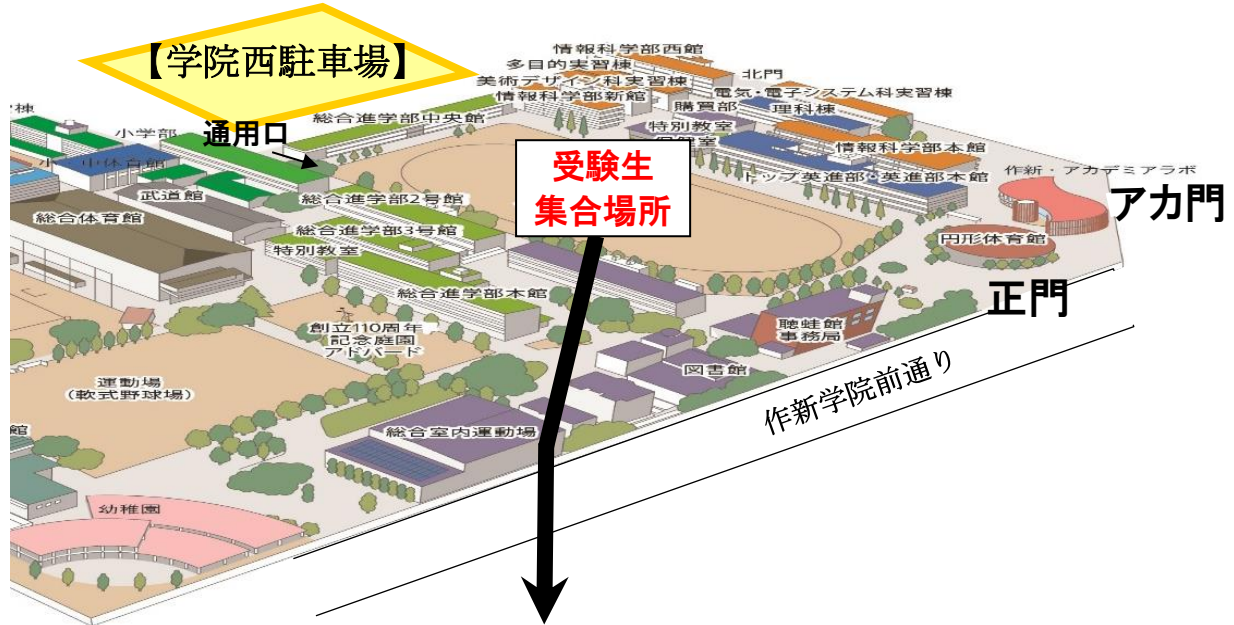 【学院西駐車場】
情報科学部西館
多目的実習棟
北門
美術デザイン科実習棟
電気・電子システム科実習棟
情報科学部新館
購買部
理科棟
小学部
総合進学部中央館
通用口
特別教室
保健室
情報科学部本館
小・中体育館
受験生
集合場所
トップ英進部・英進部本館
作新・アカデミアラボ
武道館
総合進学部2号館
アカ門
総合体育館
総合進学部3号館
円形体育館
特別教室
総合進学部本館
正門
創立110周年
記念庭園
アドバード
聴蛙館
事務局
運動場
(軟式野球場)
図書館
作新学院前通り
総合室内運動場
館
幼稚園